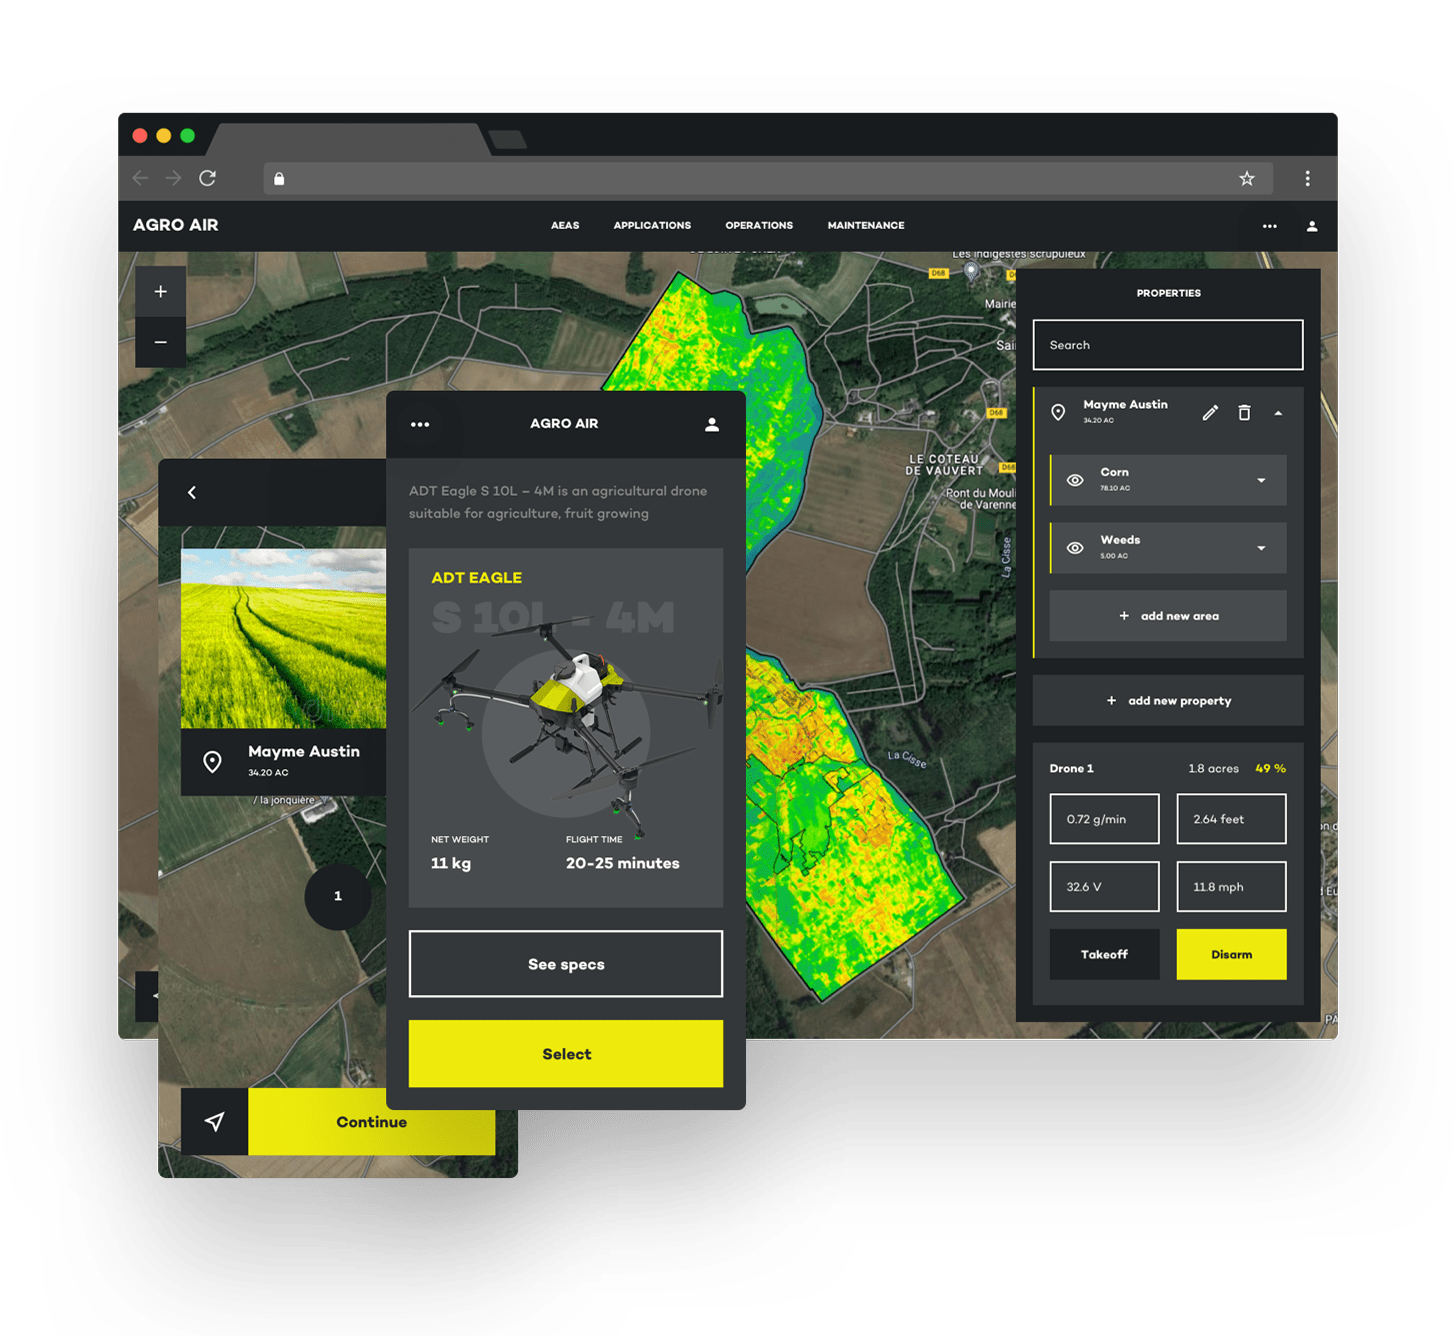 AGRO AIR
AEAS
APPLICATIONS
OPERATIONS
MAINTENANCE
+
−
Les indigestes scrupuleux
D68
Mairie
D68
LE COTEAU
DE VAUVERT
D68
Pont du Mouli
de Varenne
La Cisse
La Cisse
PROPERTIES
Search
Mayme Austin
34.20 AC
Corn
78.10 AC
Weeds
5.00 AC
+ add new area
+ add new property
Drone 1
1.8 acres
49 %
0.72 g/min
2.64 feet
32.6 V
11.8 mph
Takeoff
Disarm
Mayme Austin
34.20 AC
/ la jonquière
1
Continue
AGRO AIR
ADT Eagle S 10L – 4M is an agricultural drone
suitable for agriculture, fruit growing
ADT EAGLE
S 10L – 4M
NET WEIGHT
11 kg
FLIGHT TIME
20-25 minutes
See specs
Select